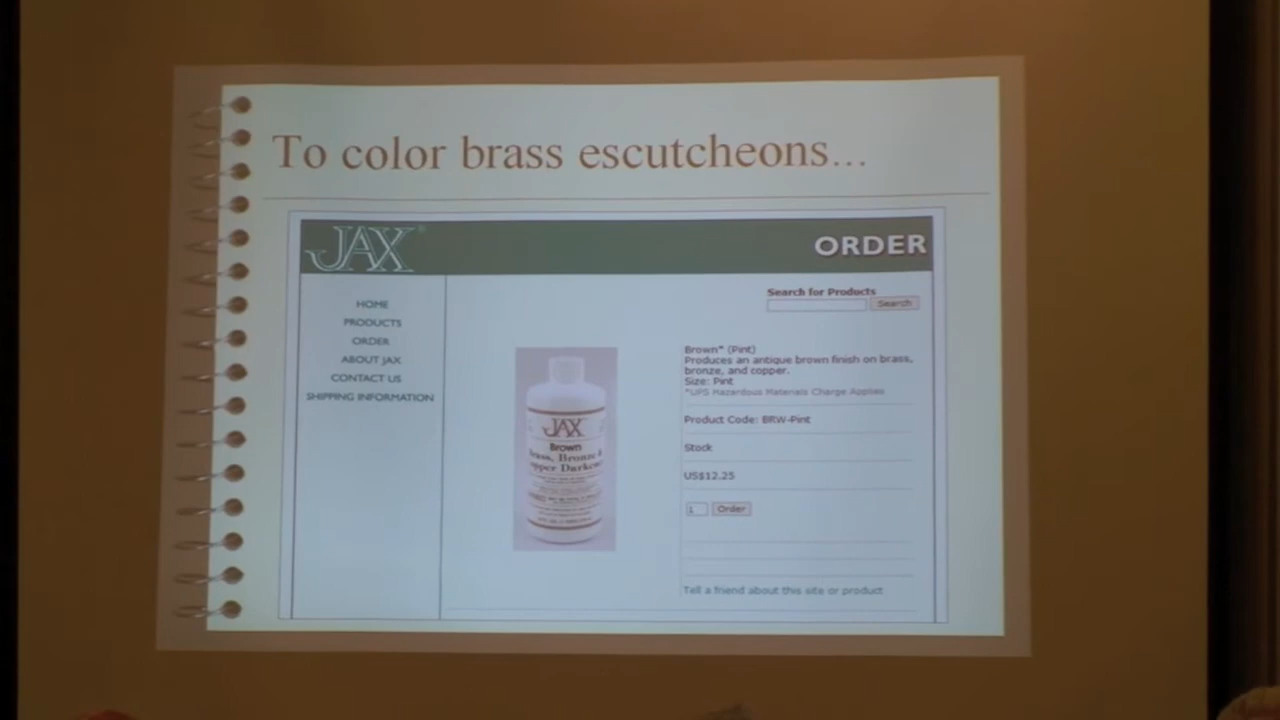 To color brass escutcheons...
JAX®
ORDER
Search for Products
Search
HOME
PRODUCTS
ORDER
ABOUT JAX
CONTACT US
SHIPPING INFORMATION
JAX
Brown
Brass, Bronze &
Copper Darkener
Brown* (Pint)
Produces an antique brown finish on brass,
bronze, and copper.
Size: Pint
*UPS Hazardous Materials Charge Applies
Product Code: BRW-Pint
Stock
US$12.25
1 Order
Tell a friend about this site or product